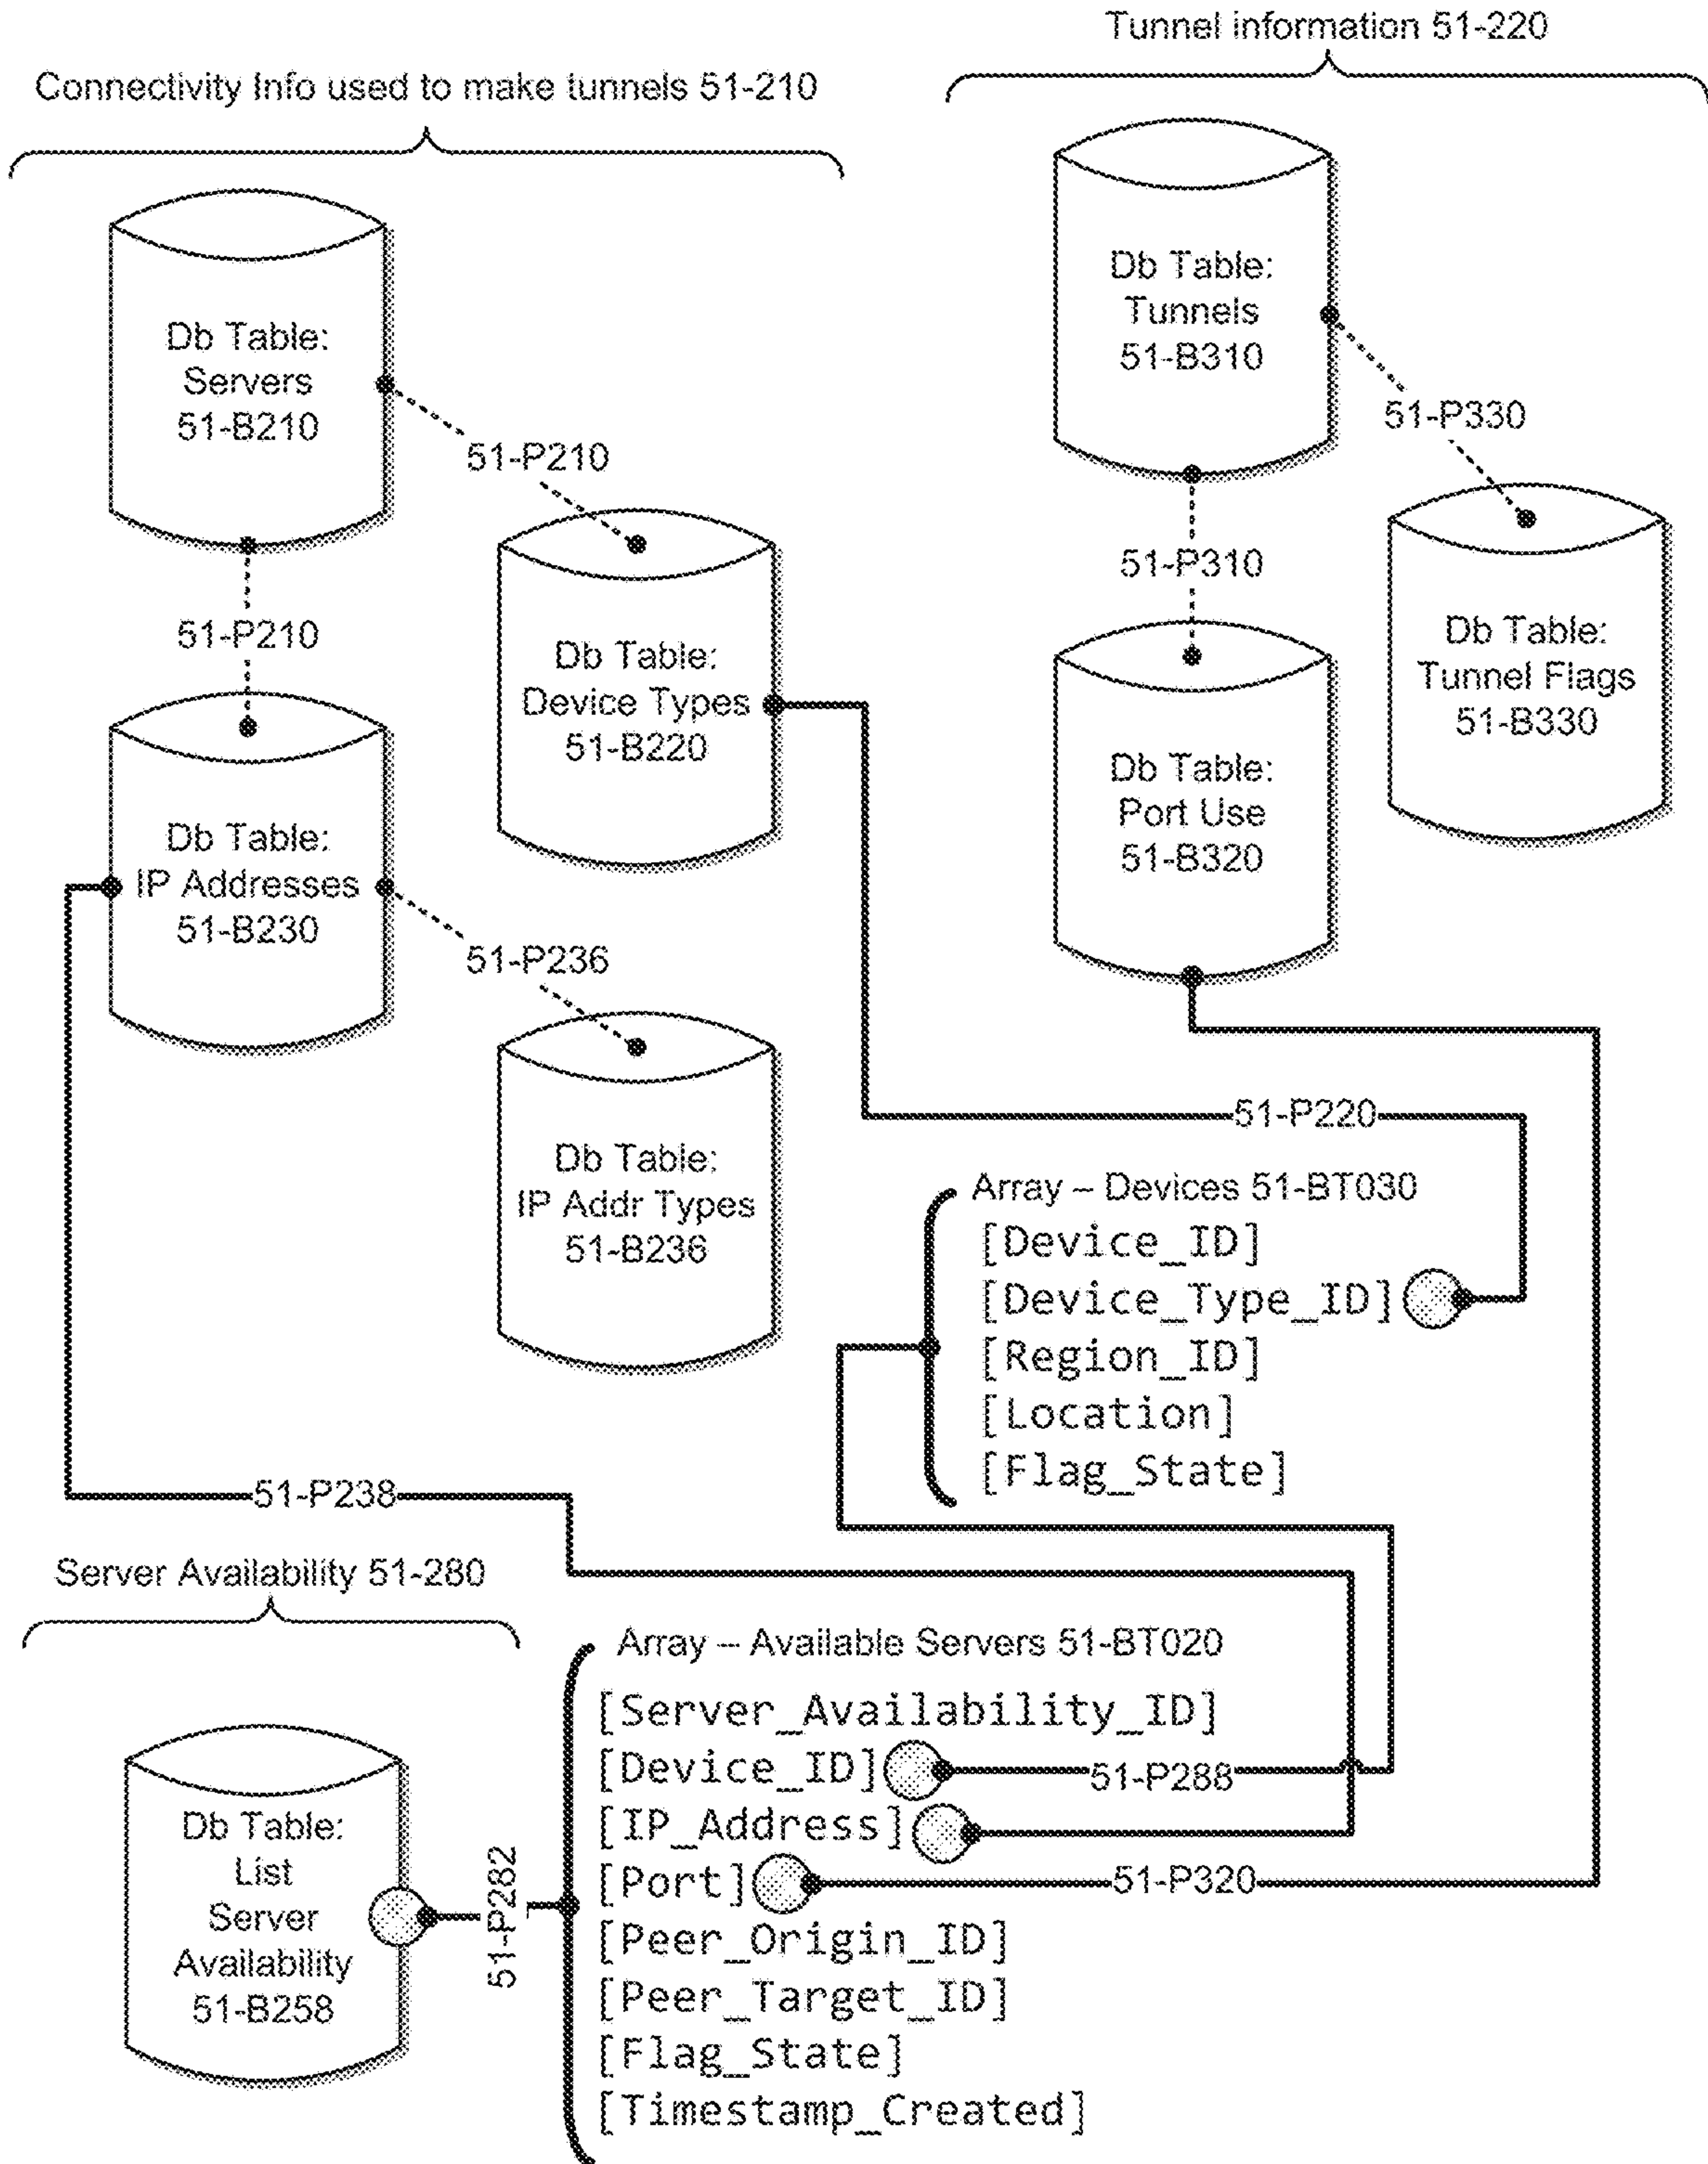 Tunnel information 51-220
Connectivity Info used to make tunnels 51-210
Db Table:
Servers
51-B210
Db Table:
Tunnels
51-B310
51-P210
51-P330
51-P210
51-P310
Db Table:
Device Types
51-B220
Db Table:
Tunnel Flags
51-B330
Db Table:
IP Addresses
51-B230
Db Table:
Port Use
51-B320
51-P236
Db Table:
IP Addr Types
51-B236
51-P220
Array – Devices 51-BT030
[Device_ID]
[Device_Type_ID]
[Region_ID]
[Location]
[Flag_State]
51-P238
Server Availability 51-280
Db Table:
List
Server
Availability
51-B258
51-P282
Array – Available Servers 51-BT020
[Server_Availability_ID]
[Device_ID]
51-P288
[IP_Address]
[Port]
51-P320
[Peer_Origin_ID]
[Peer_Target_ID]
[Flag_State]
[Timestamp_Created]